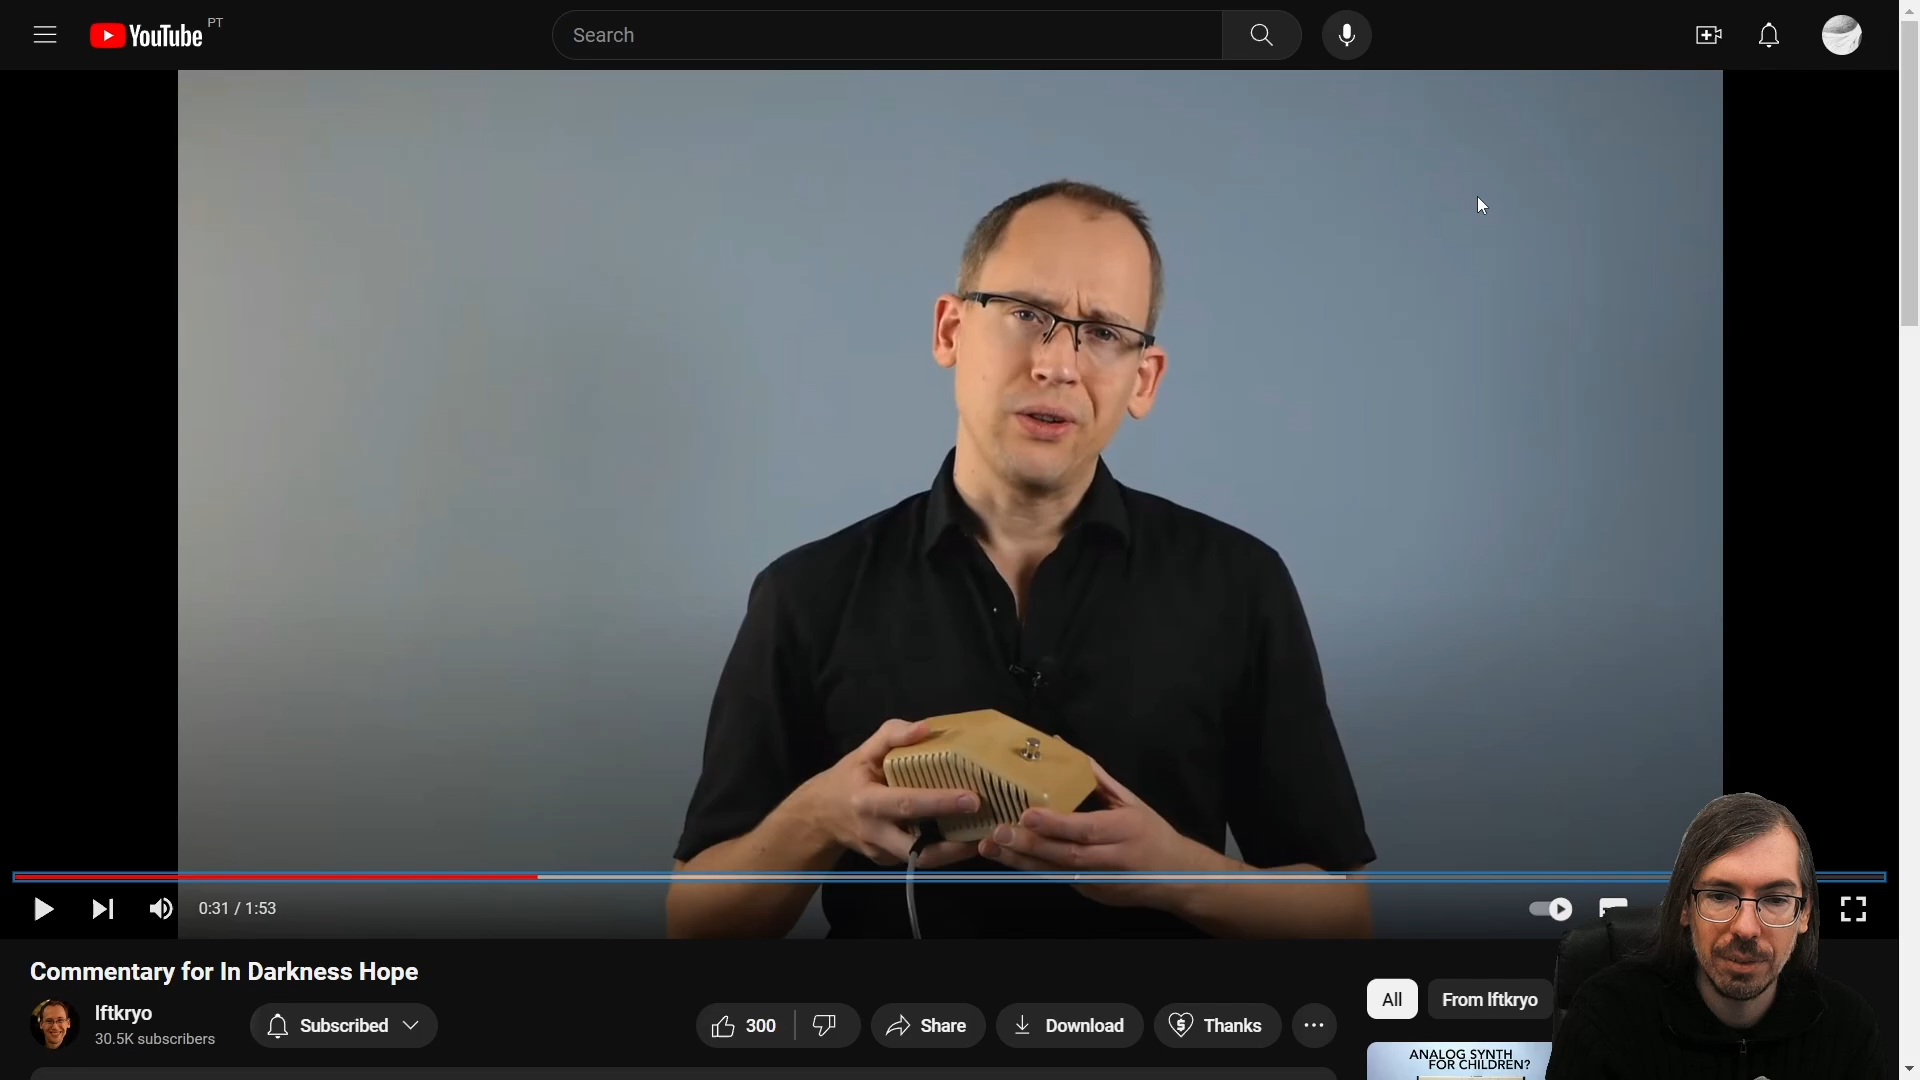 YouTube PT
Search
0:31 / 1:53
Commentary for In Darkness Hope
lftkryo
30.5K subscribers
Subscribed
300
Share
Download
Thanks
All
From lftkryo
ANALOG SYNTH
FOR CHILDREN?